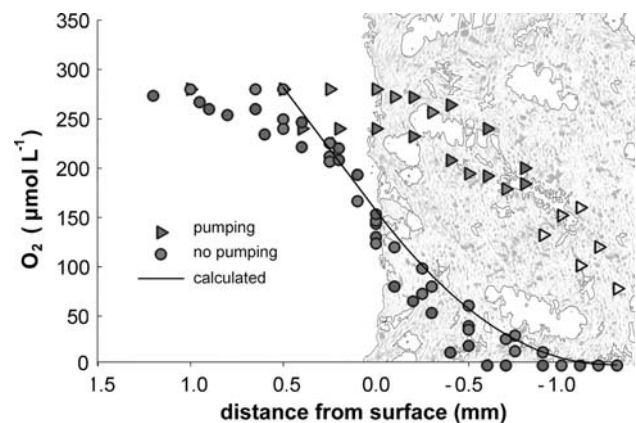 350
300
250
200
150
100
50
0
O₂ ( µmol L⁻¹)
pumping
no pumping
calculated
1.5 1.0 0.5 0.0 -0.5 -1.0
distance from surface (mm)